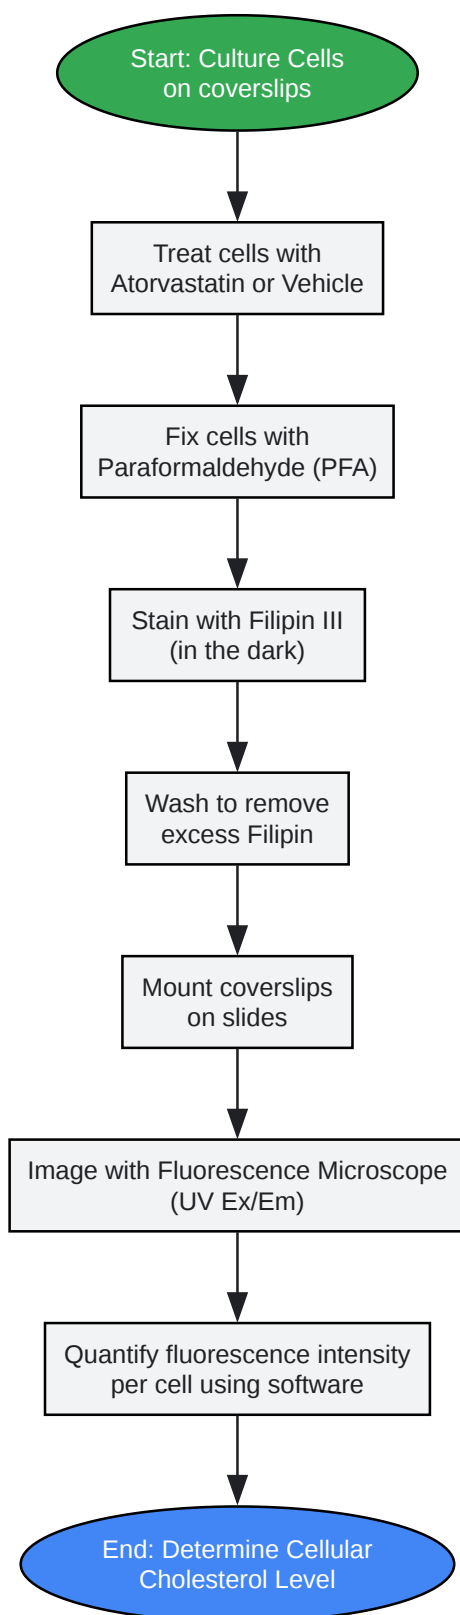 Start: Culture Cells
on coverslips
Treat cells with
Atorvastatin or Vehicle
Fix cells with
Paraformaldehyde (PFA)
Stain with Filipin III
(in the dark)
Wash to remove
excess Filipin
Mount coverslips
on slides
Image with Fluorescence Microscope
(UV Ex/Em)
Quantify fluorescence intensity
per cell using software
End: Determine Cellular
Cholesterol Level